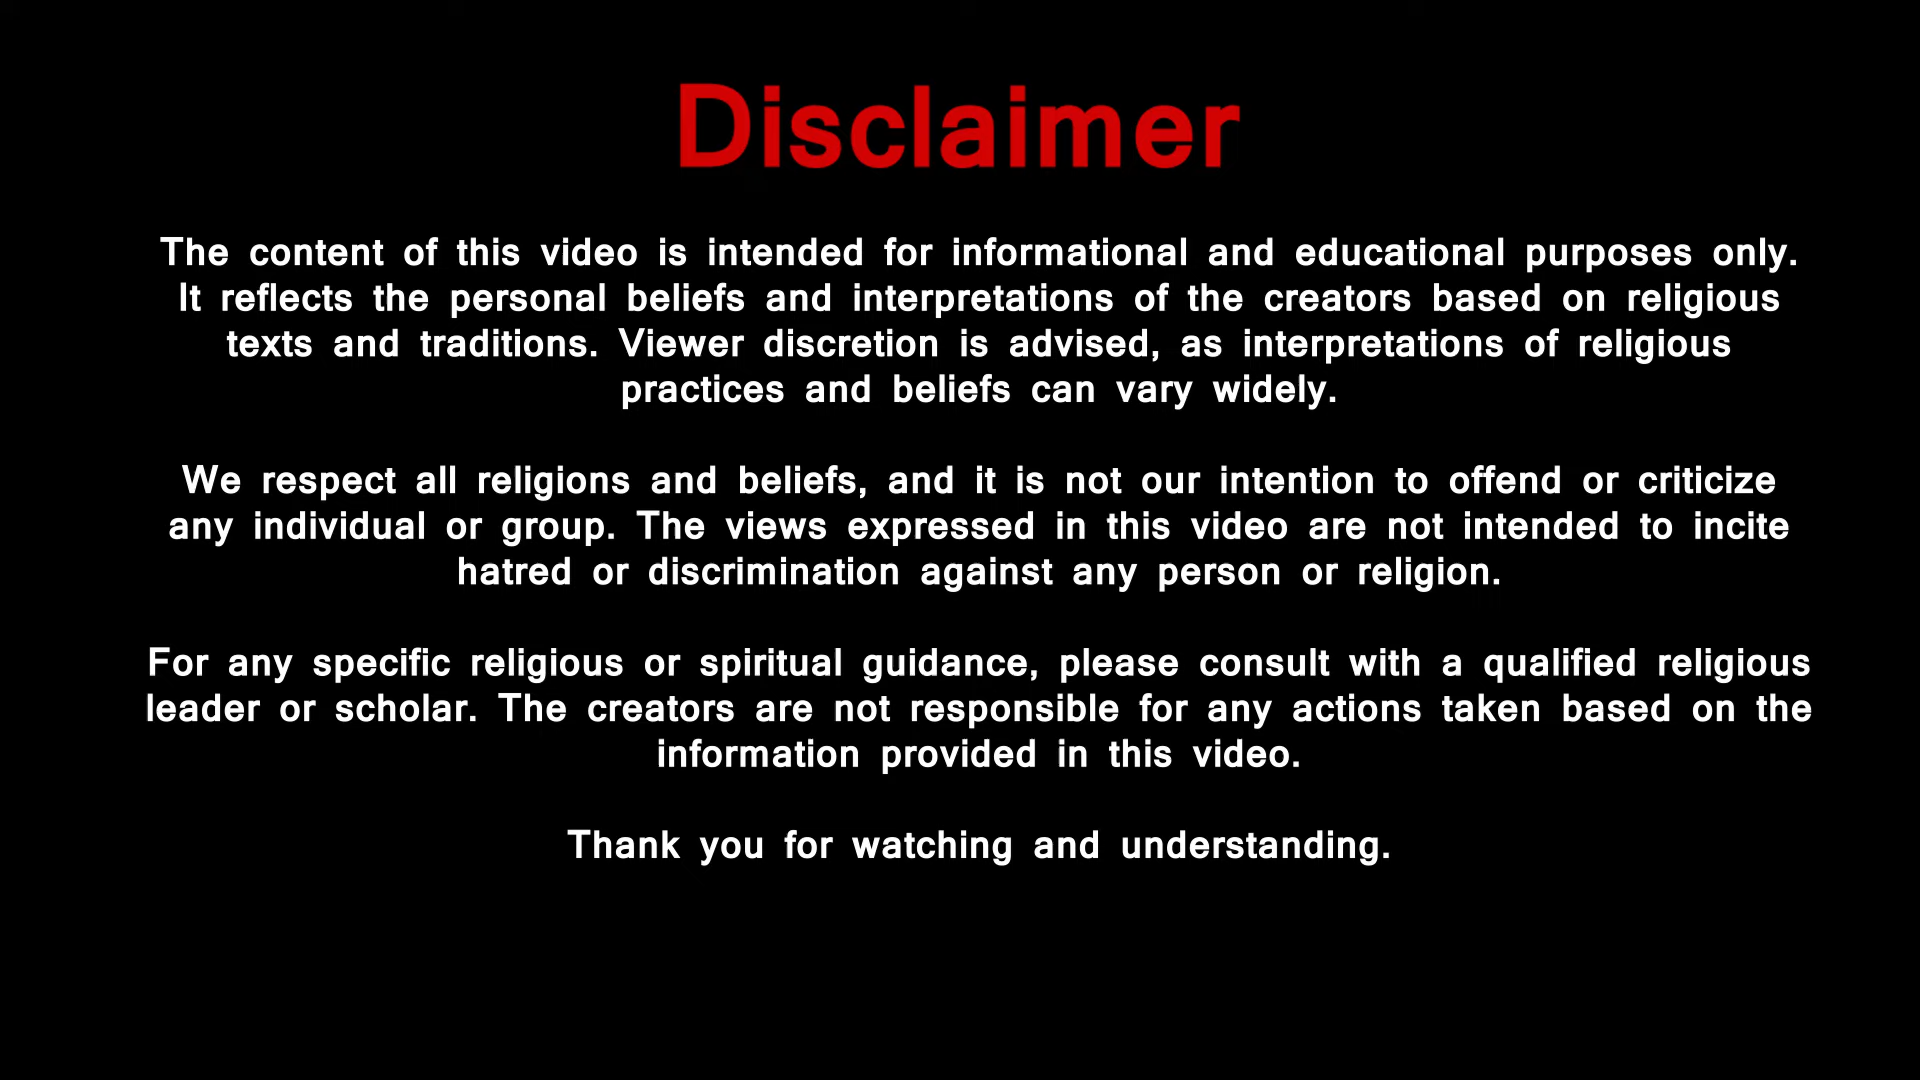 Disclaimer
The content of this video is intended for informational and educational purposes only.
It reflects the personal beliefs and interpretations of the creators based on religious
texts and traditions. Viewer discretion is advised, as interpretations of religious
practices and beliefs can vary widely.
We respect all religions and beliefs, and it is not our intention to offend or criticize
any individual or group. The views expressed in this video are not intended to incite
hatred or discrimination against any person or religion.
For any specific religious or spiritual guidance, please consult with a qualified religious
leader or scholar. The creators are not responsible for any actions taken based on the
information provided in this video.
Thank you for watching and understanding.